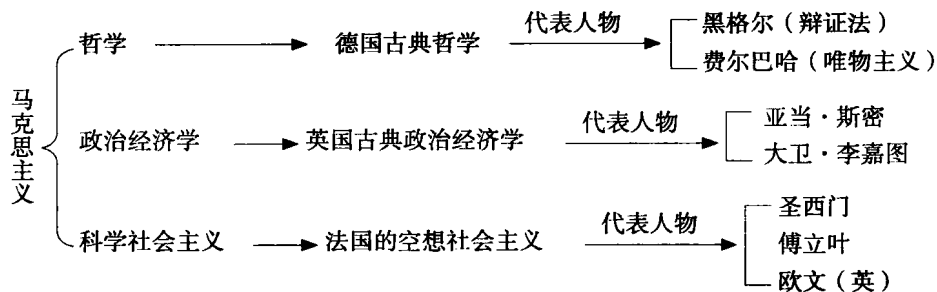 马克思主义
哲学 德国古典哲学 代表人物 黑格尔（辩证法）
费尔巴哈（唯物主义）
政治经济学 英国古典政治经济学 代表人物 亚当·斯密
大卫·李嘉图
科学社会主义 法国的空想社会主义 代表人物 圣西门
傅立叶
欧文（英）